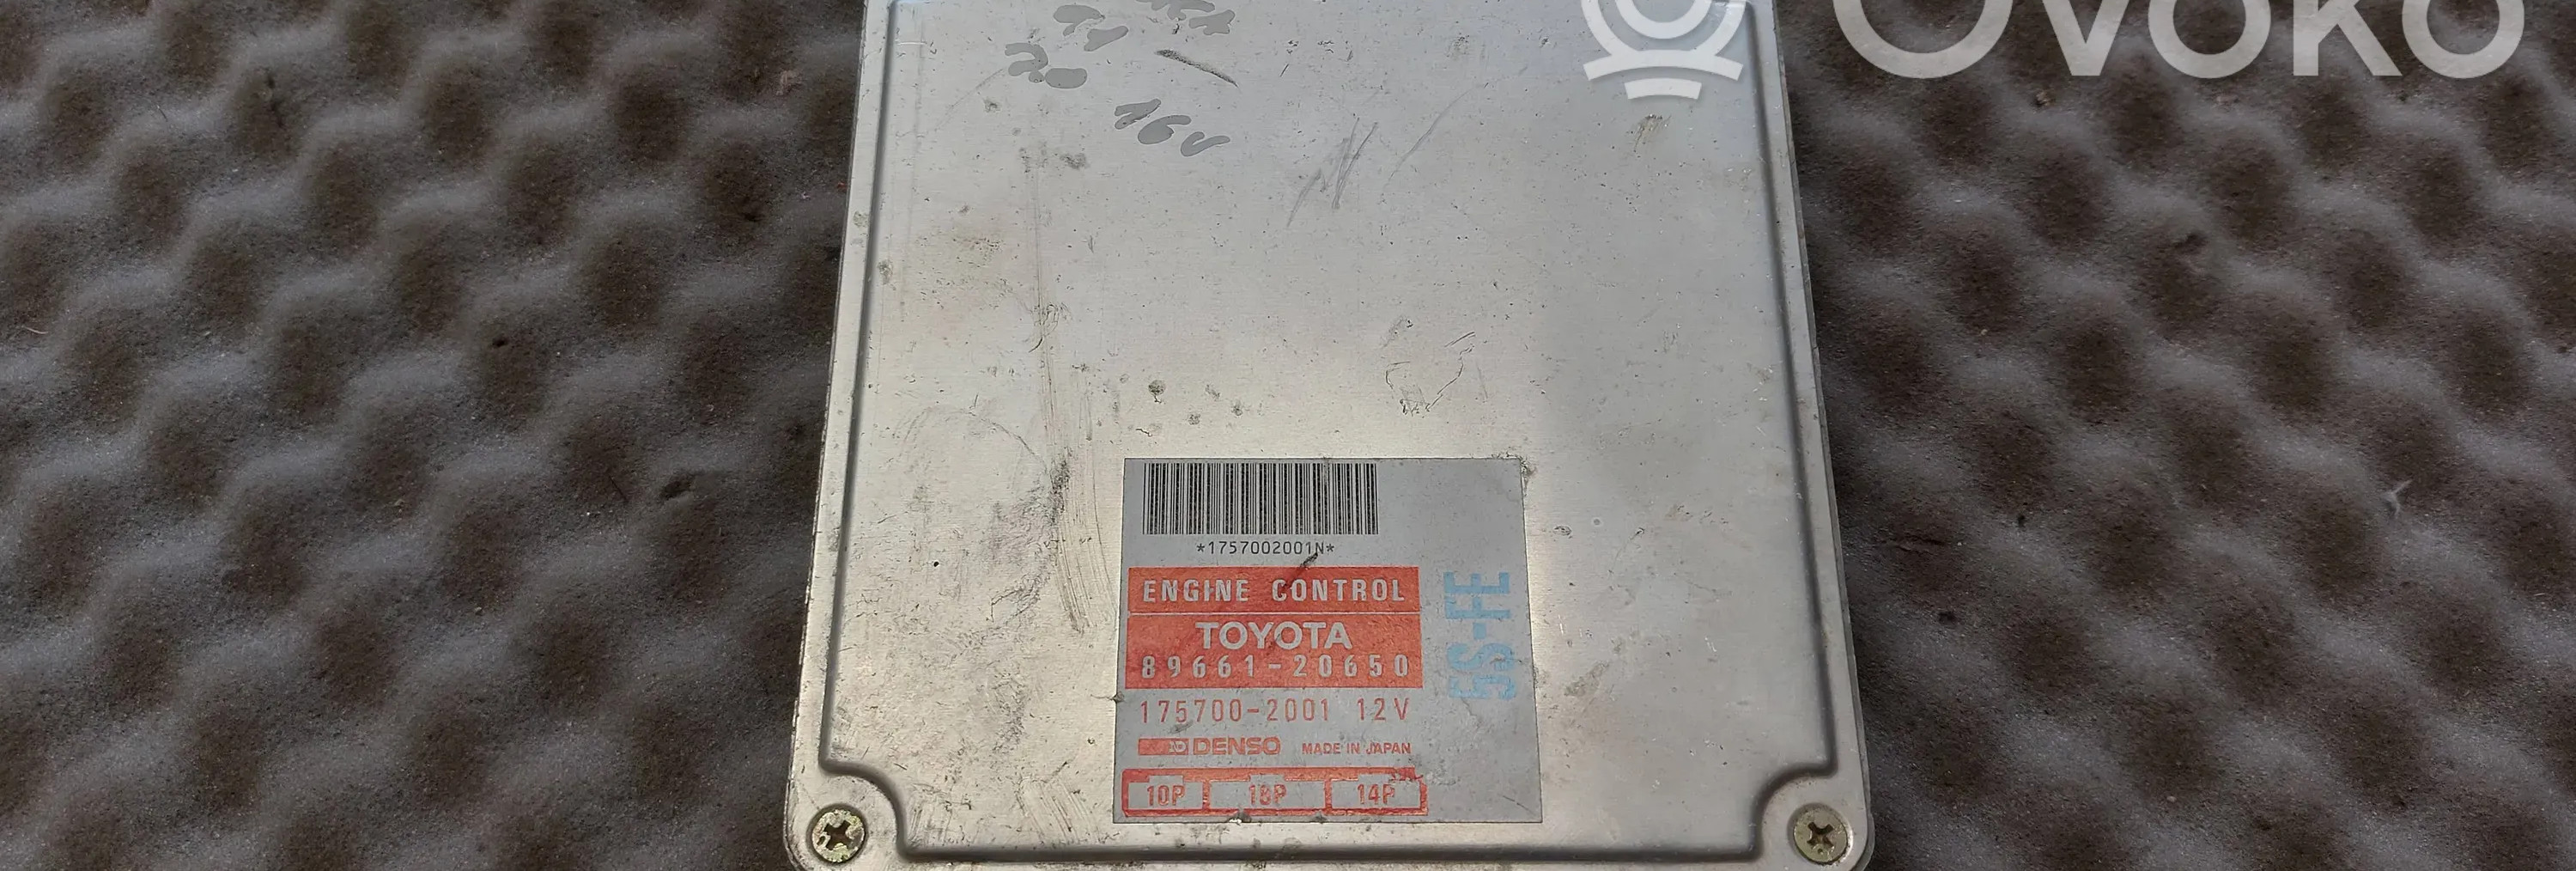 OVOKO
20
16V
*1757002001N*
ENGINE CONTROL
TOYOTA
89661-20650
175700-2001 12V
DENSO MADE IN JAPAN
10P 18P 14P
5S-FE